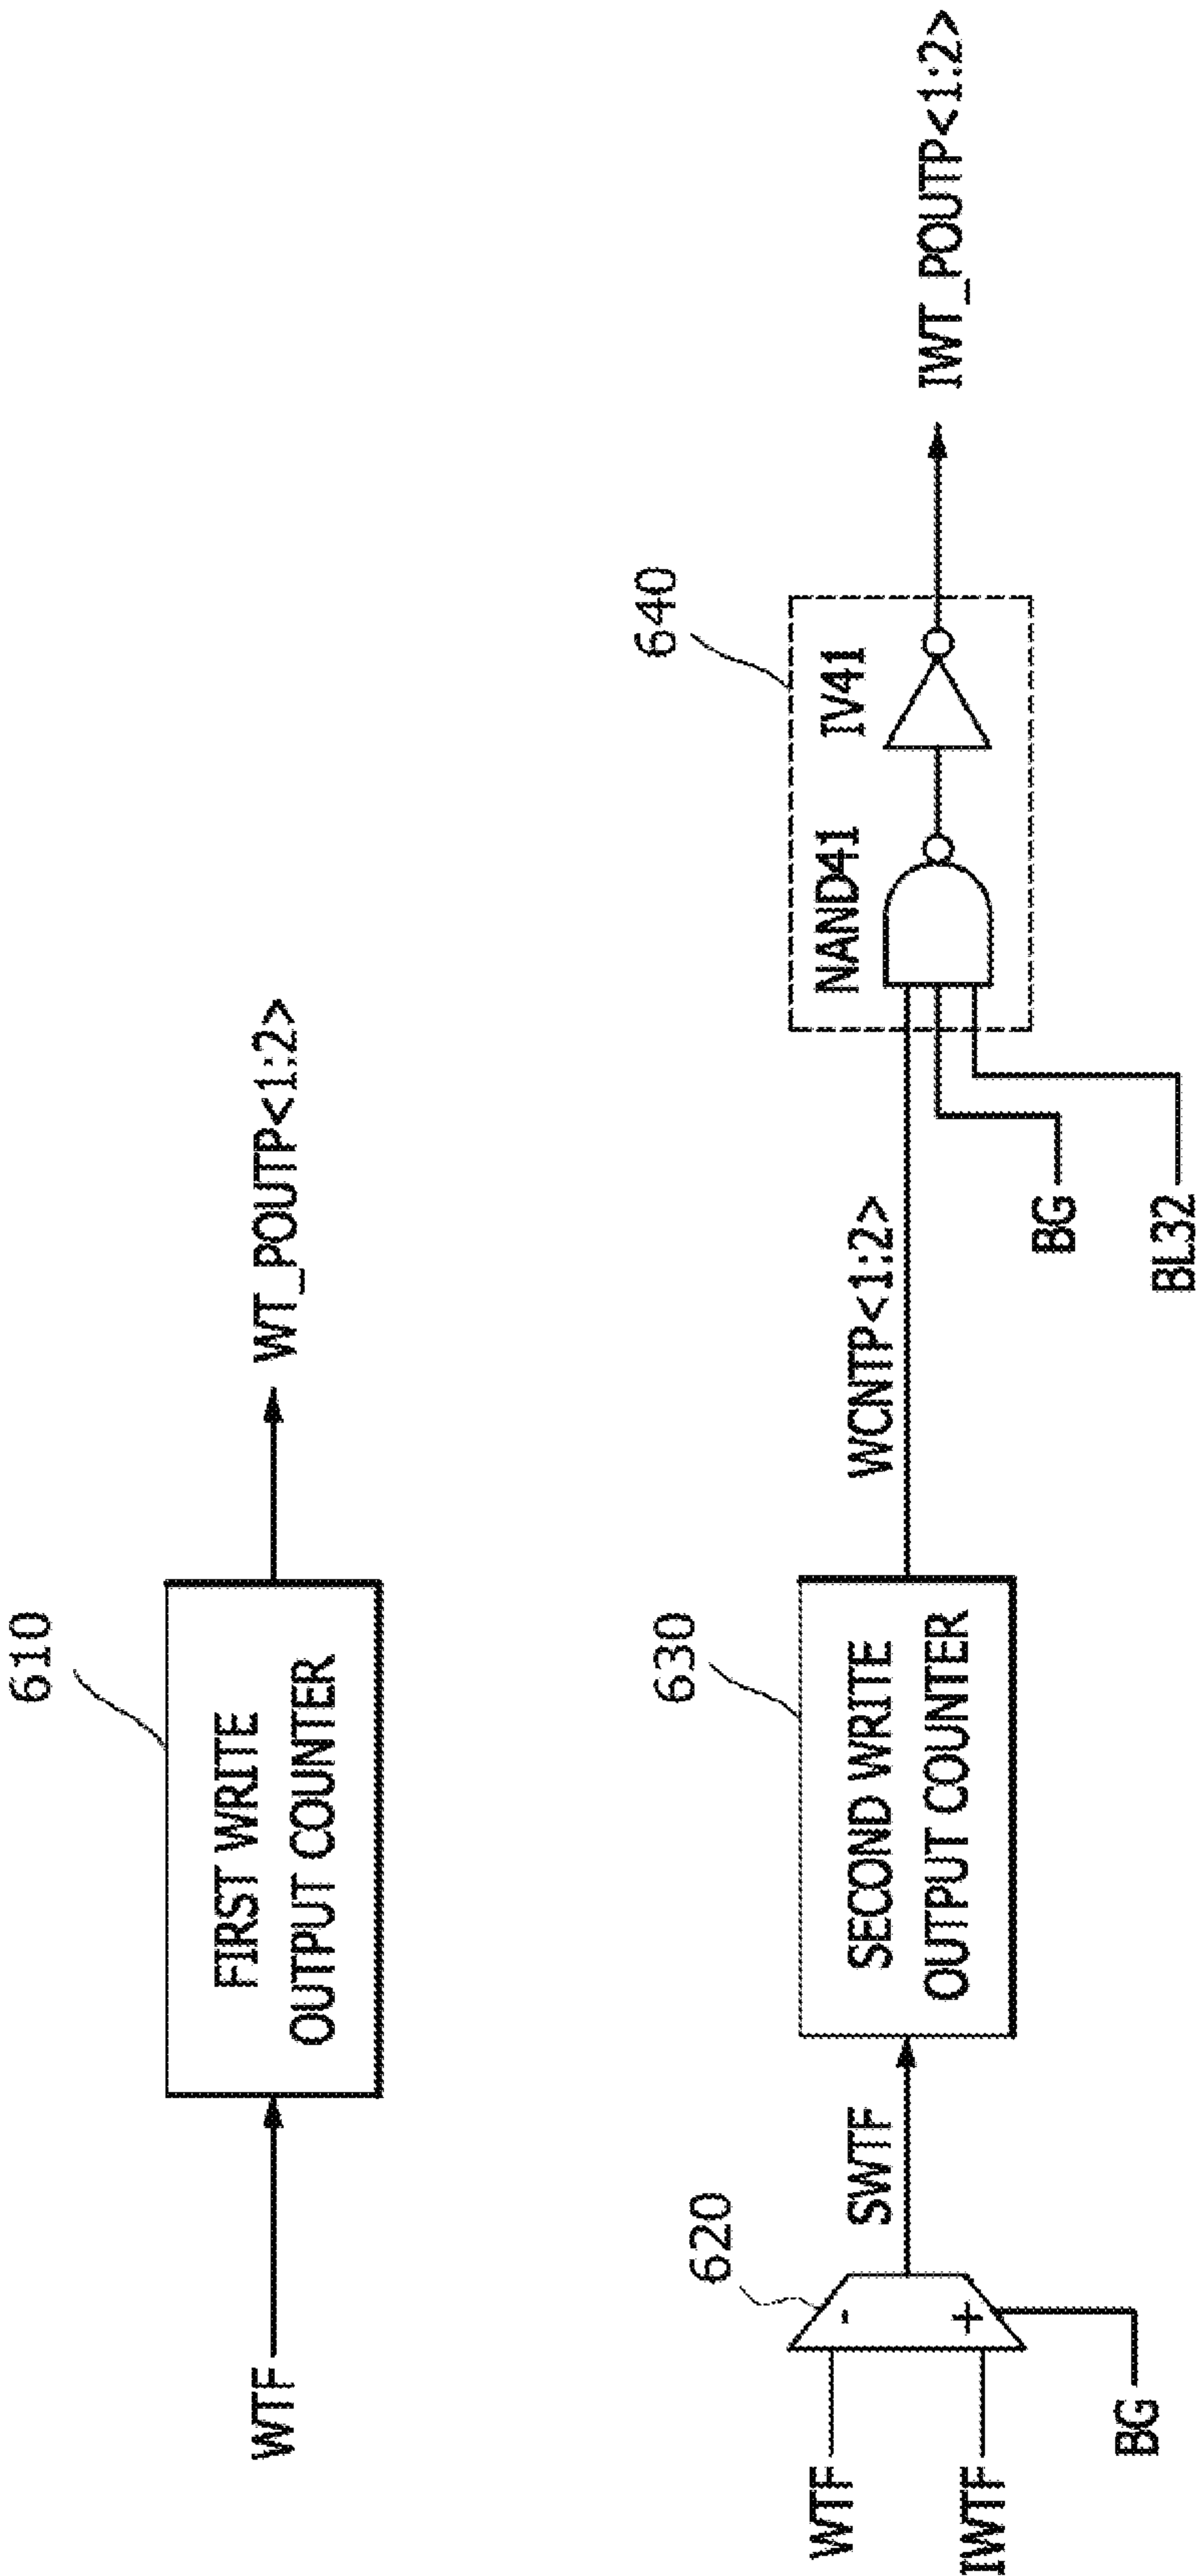 610
WTF
FIRST WRITE
OUTPUT COUNTER
WT_POUTP<1:2>
620
WTF
IWTF
BG
SWTF
630
SECOND WRITE
OUTPUT COUNTER
WCNTP<1:2>
BG
BL32
640
NAND41
IV41
IWT_POUTP<1:2>